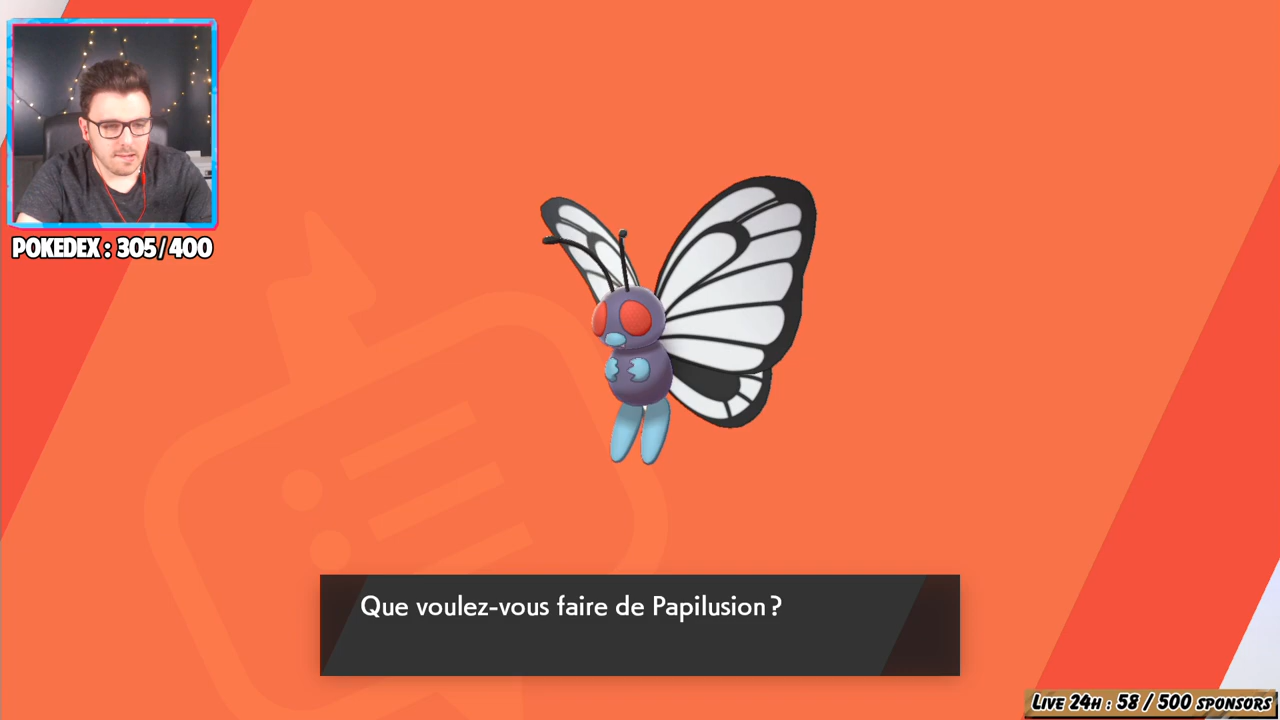 POKEDEX : 305/400
Que voulez-vous faire de Papilusion ?
LIVE 24H : 58 / 500 SPONSORS